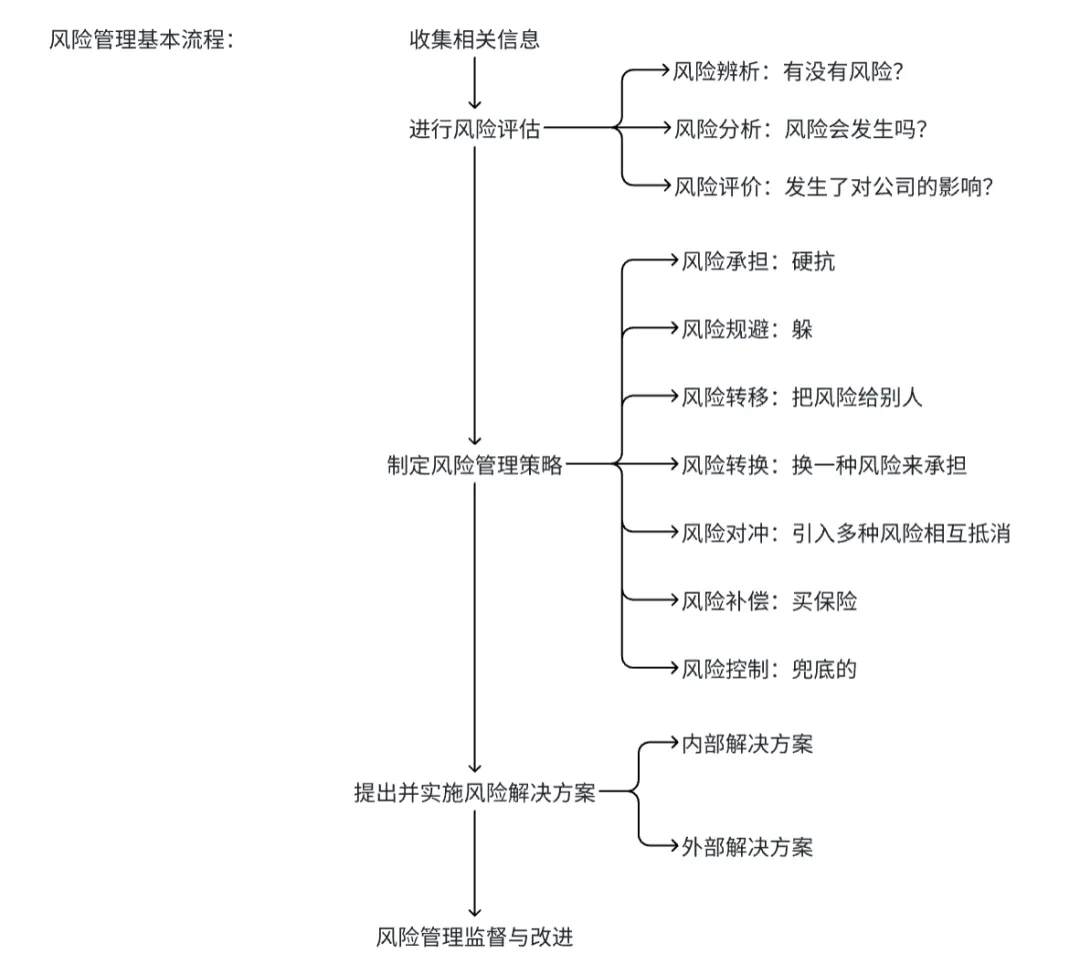 风险管理基本流程：
收集相关信息
进行风险评估
风险辨析：有没有风险？
风险分析：风险会发生吗？
风险评价：发生了对公司的影响？
制定风险管理策略
风险承担：硬抗
风险规避：躲
风险转移：把风险给别人
风险转换：换一种风险来承担
风险对冲：引入多种风险相互抵消
风险补偿：买保险
风险控制：兜底的
提出并实施风险解决方案
内部解决方案
外部解决方案
风险管理监督与改进